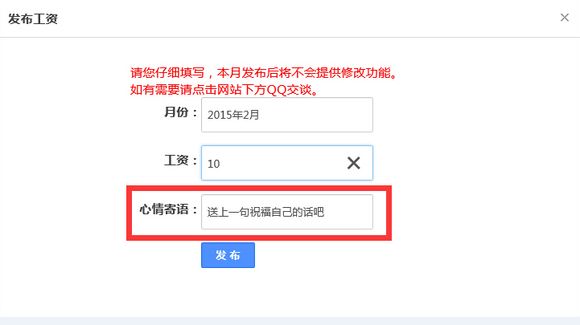 发布工资
请您仔细填写，本月发布后将不会提供修改功能。
如有需要请点击网站下方QQ交谈。
月份：2015年2月
工资：10
心情寄语：送上一句祝福自己的话吧
发 布